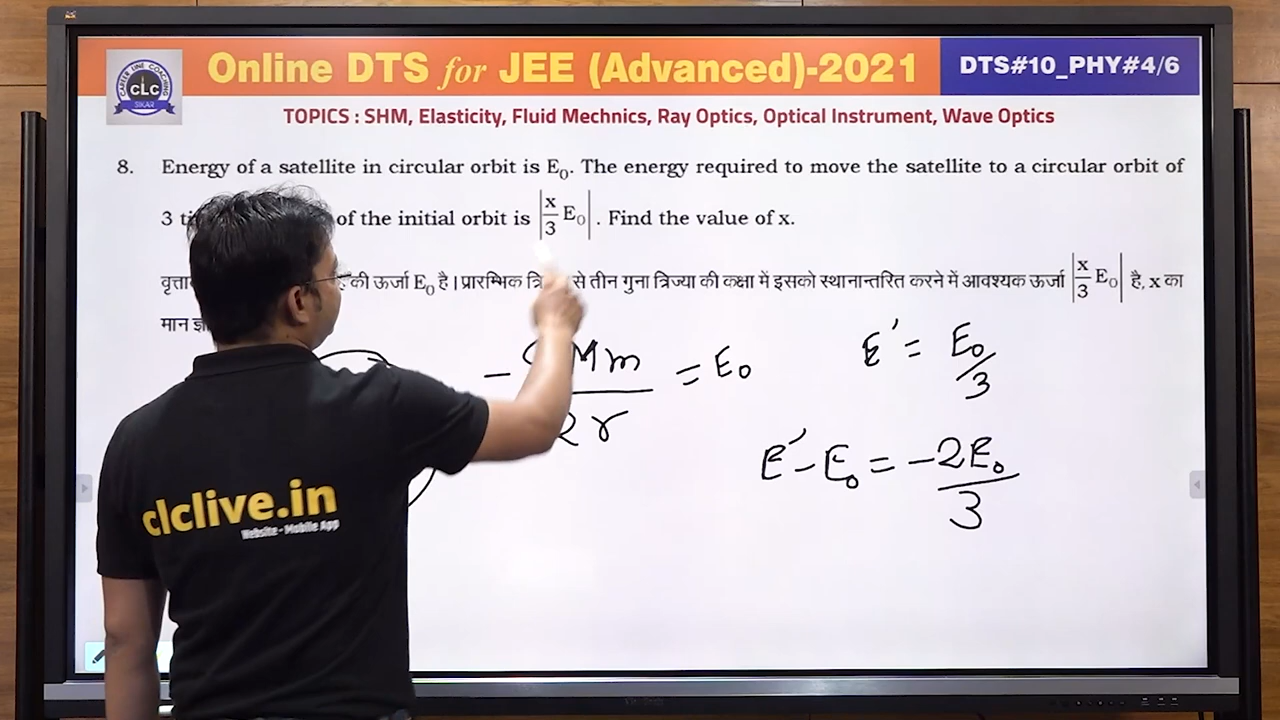 Online DTS for JEE (Advanced)-2021
DTS#10_PHY#4/6
CLC
SIKAR
TOPICS : SHM, Elasticity, Fluid Mechnics, Ray Optics, Optical Instrument, Wave Optics
8. Energy of a satellite in circular orbit is E₀. The energy required to move the satellite to a circular orbit of
3 of the initial orbit is |x/3 E₀|. Find the value of x.
की ऊर्जा E₀ है। प्रारम्भिक से तीन गुना त्रिज्या की कक्षा में इसको स्थानान्तरित करने में आवश्यक ऊर्जा |x/3 E₀| है, x का
मान
- Mm/2r = E₀
E' = E₀/3
E' - E₀ = -2E₀/3
clclive.in
Website - Mobile App